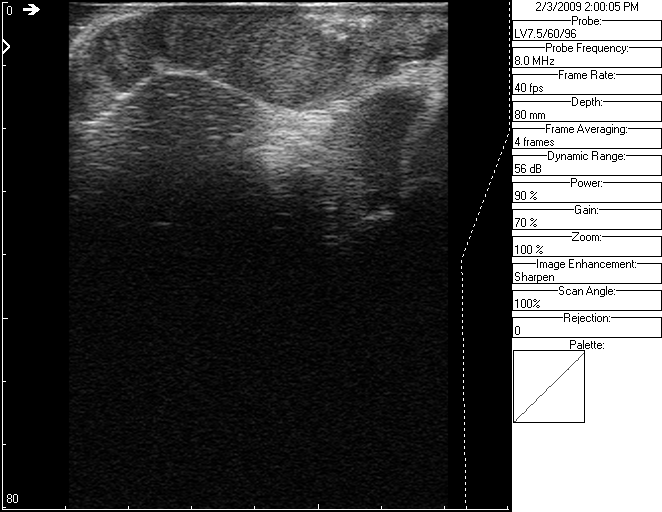 0
80
2/3/2009 2:00:05 PM
Probe:
LV7.5/60/96
Probe Frequency:
8.0 MHz
Frame Rate:
40 fps
Depth:
80 mm
Frame Averaging:
4 frames
Dynamic Range:
56 dB
Power:
90 %
Gain:
70 %
Zoom:
100 %
Image Enhancement:
Sharpen
Scan Angle:
100%
Rejection:
0
Palette: